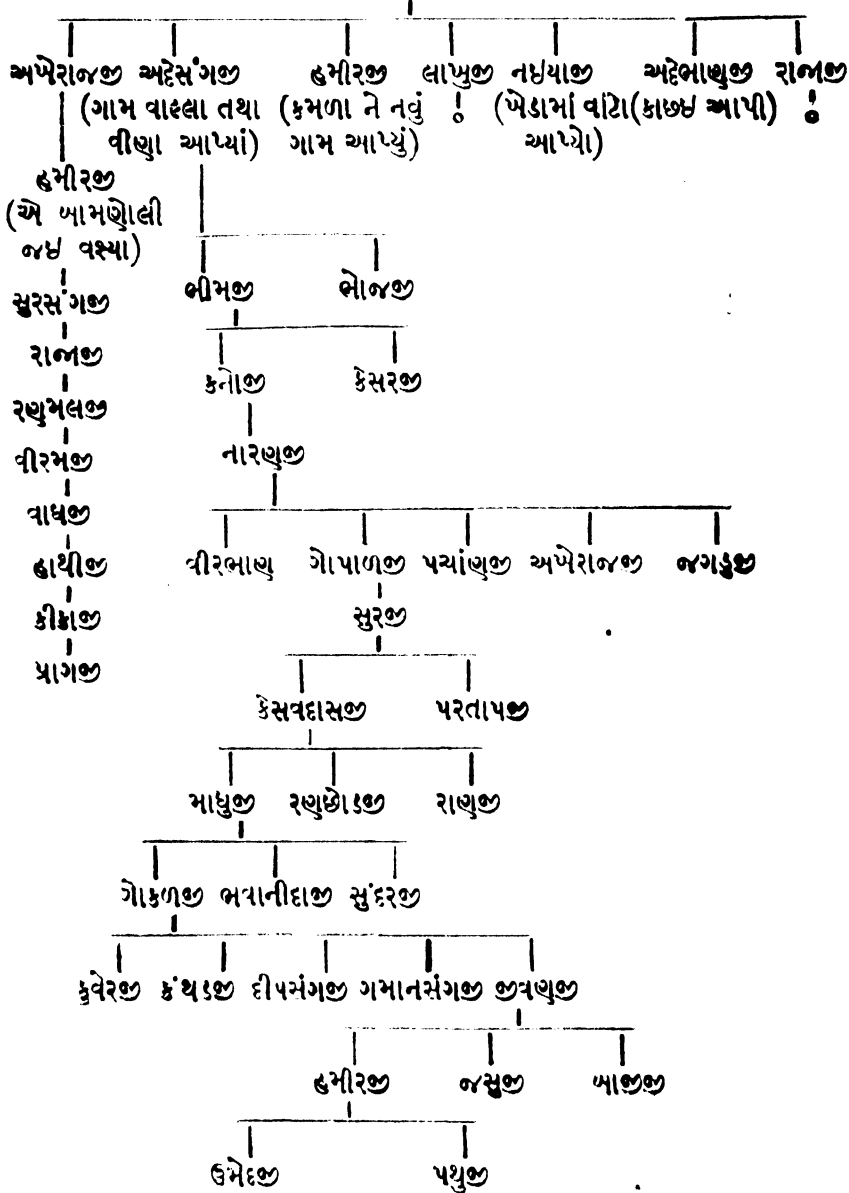 અખેરાજજી અદેસંગજી હમીરજી લાખુજી નઇયાજી અદેભાણજી રાજાજી
(ગામ વાલ્લા તથા (કમળા ને નવું (ખેડામાં વાંટા (કાછઇ આપી)
વીણા આપ્યાં) ગામ આપ્યું) આપ્યો)
હમીરજી
(એ બામણોલી
જઇ વશ્યા)
ભીમજી ભોજજી
સુરસંગજી
રાજાજી
કનોજી કેસરજી
રણમલજી
વીરમજી નારણજી
વાઘજી
હાથીજી વીરભાણ ગોપાળજી પચાંણજી અખેરાજજી જગડુજી
કીકાજી સુરજી
પ્રાગજી
કેસવદાસજી પરતાપજી
માધુજી રણછોડજી રાણજી
ગોકળજી ભવાનીદાજી સુંદરજી
કુવેરજી કંથડજી દીપસંગજી ગમાનસંગજી જીવણજી
હમીરજી જસુજી બાજીજી
ઉમેદજી પથુજી